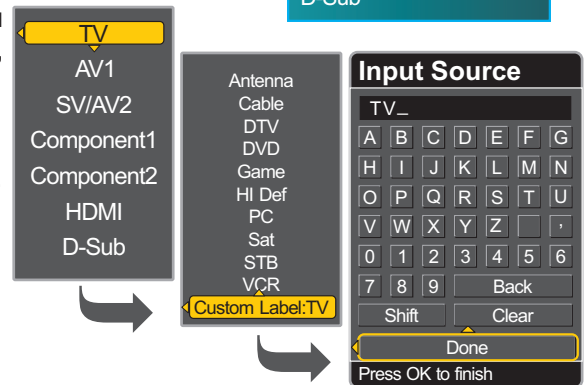 D-Sub
TV
AV1
SV/AV2
Component1
Component2
HDMI
D-Sub
Antenna
Cable
DTV
DVD
Game
HI Def
PC
Sat
STB
VCR
Custom Label:TV
Input Source
TV_
A B C D E F G
H I J K L M N
O P Q R S T U
V W X Y Z ,
0 1 2 3 4 5 6
7 8 9 Back
Shift Clear
Done
Press OK to finish